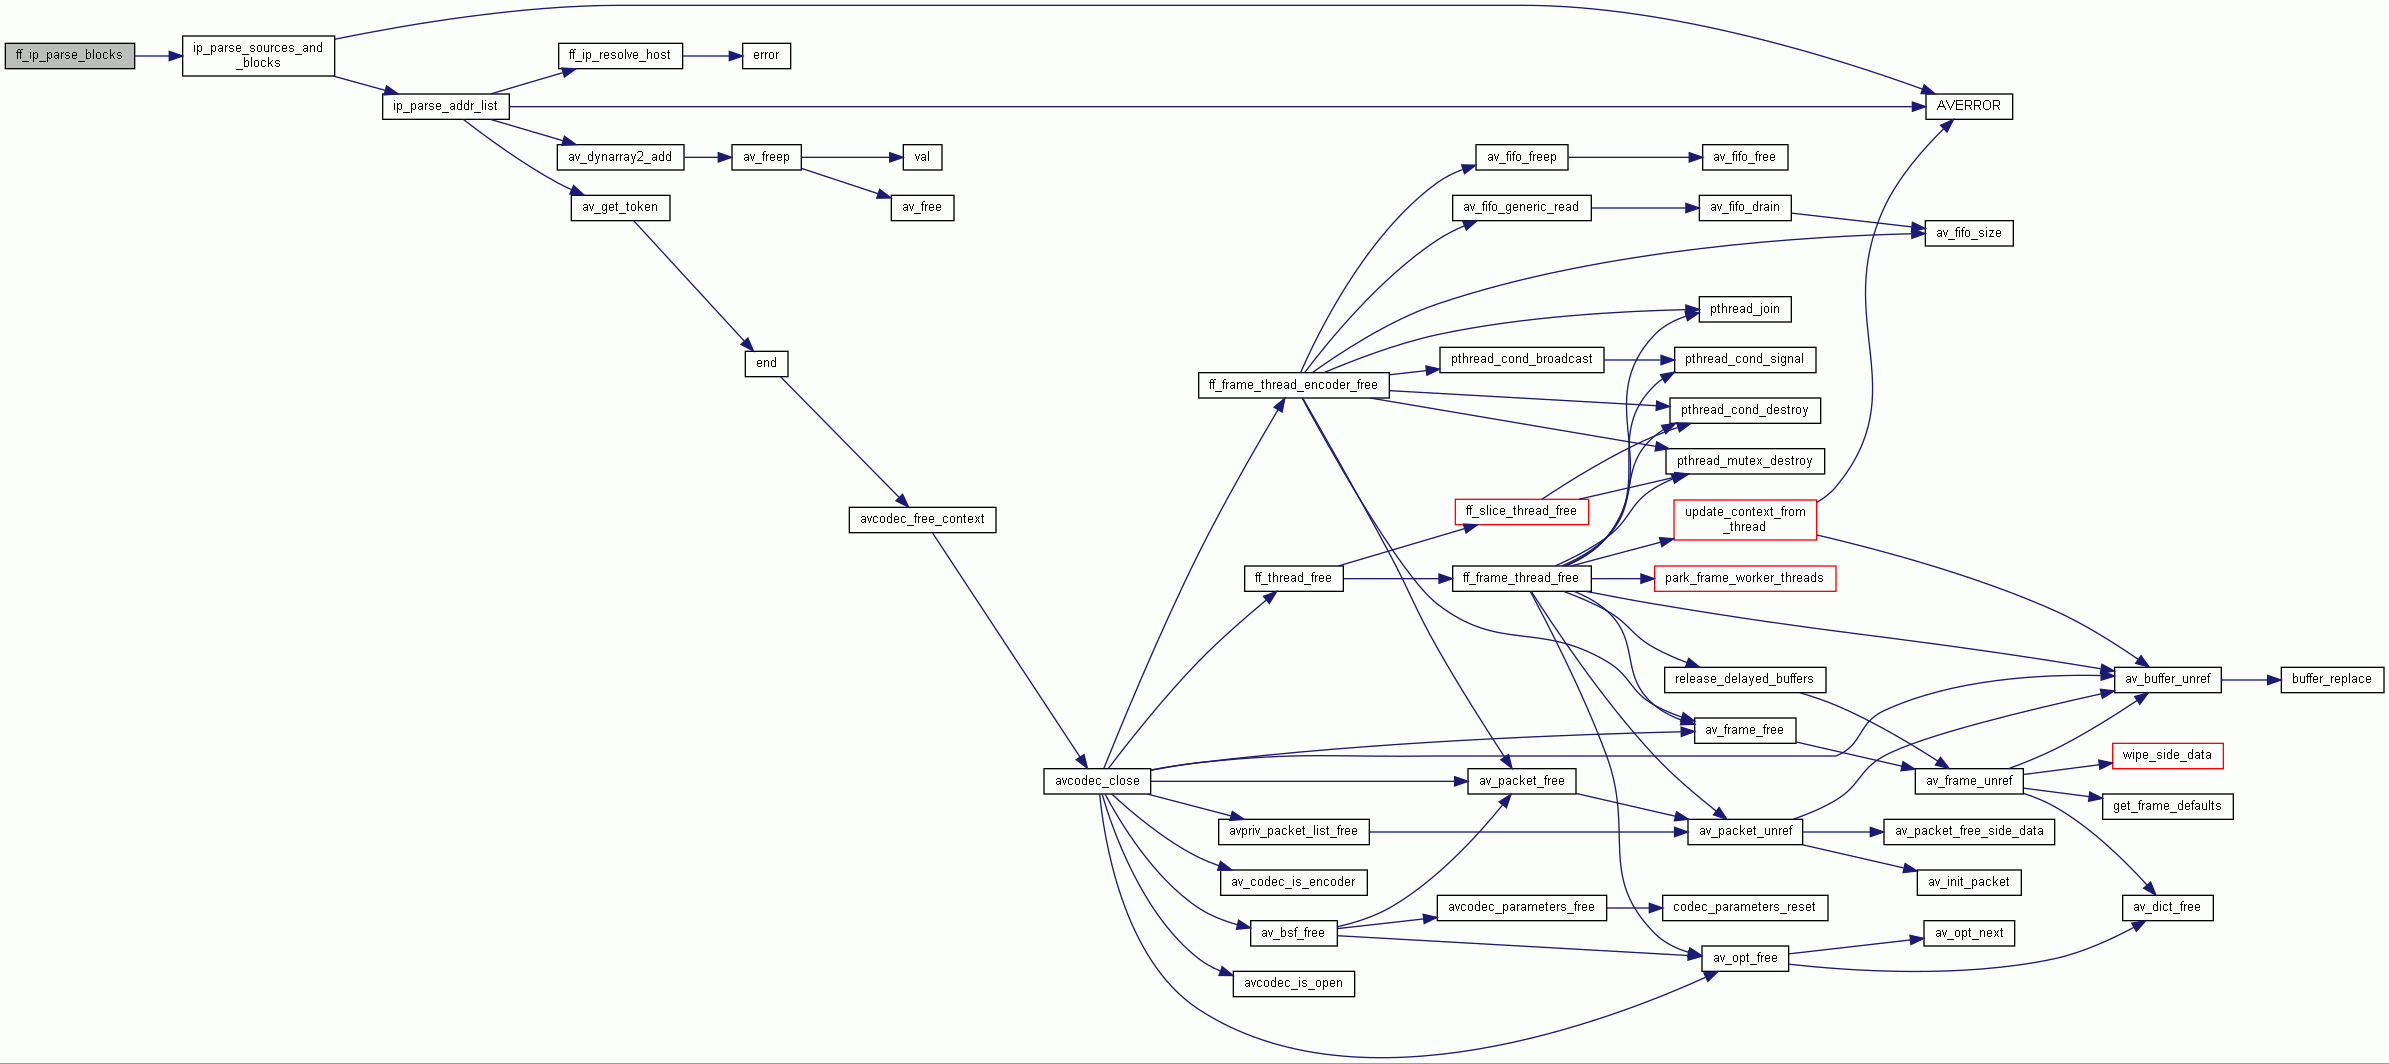 ff_ip_parse_blocks
ip_parse_sources_and
_blocks
ip_parse_addr_list
ff_ip_resolve_host
error
AVERROR
av_dynarray2_add
av_freep
val
av_free
av_get_token
end
avcodec_free_context
avcodec_close
ff_frame_thread_encoder_free
av_fifo_freep
av_fifo_free
av_fifo_generic_read
av_fifo_drain
av_fifo_size
pthread_join
pthread_cond_broadcast
pthread_cond_signal
pthread_cond_destroy
pthread_mutex_destroy
ff_slice_thread_free
update_context_from
_thread
ff_thread_free
ff_frame_thread_free
park_frame_worker_threads
release_delayed_buffers
av_buffer_unref
buffer_replace
av_frame_free
av_packet_free
av_frame_unref
wipe_side_data
get_frame_defaults
avpriv_packet_list_free
av_packet_unref
av_packet_free_side_data
av_codec_is_encoder
av_init_packet
avcodec_parameters_free
codec_parameters_reset
av_dict_free
av_bsf_free
av_opt_next
av_opt_free
avcodec_is_open